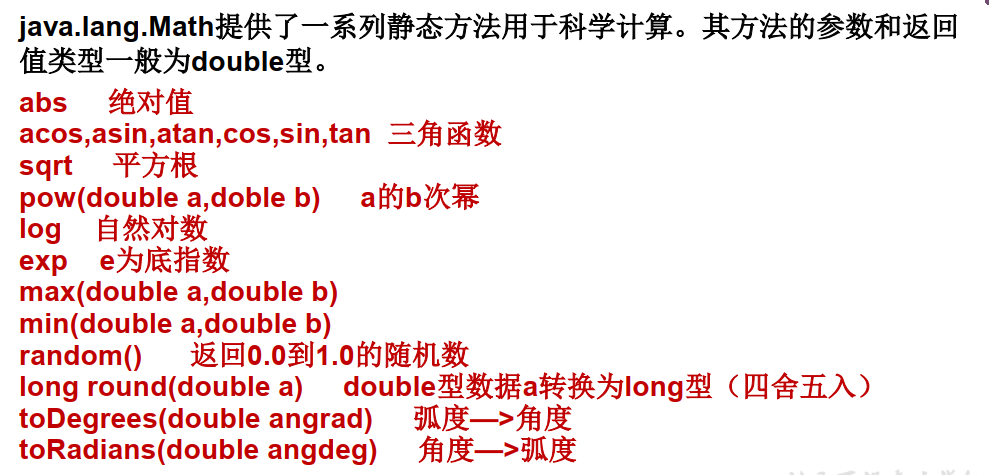 java.lang.Math提供了一系列静态方法用于科学计算。其方法的参数和返回
值类型一般为double型。
abs 绝对值
acos,asin,atan,cos,sin,tan 三角函数
sqrt 平方根
pow(double a,doble b) a的b次幂
log 自然对数
exp e为底指数
max(double a,double b)
min(double a,double b)
random() 返回0.0到1.0的随机数
long round(double a) double型数据a转换为long型（四舍五入）
toDegrees(double angrad) 弧度—>角度
toRadians(double angdeg) 角度—>弧度